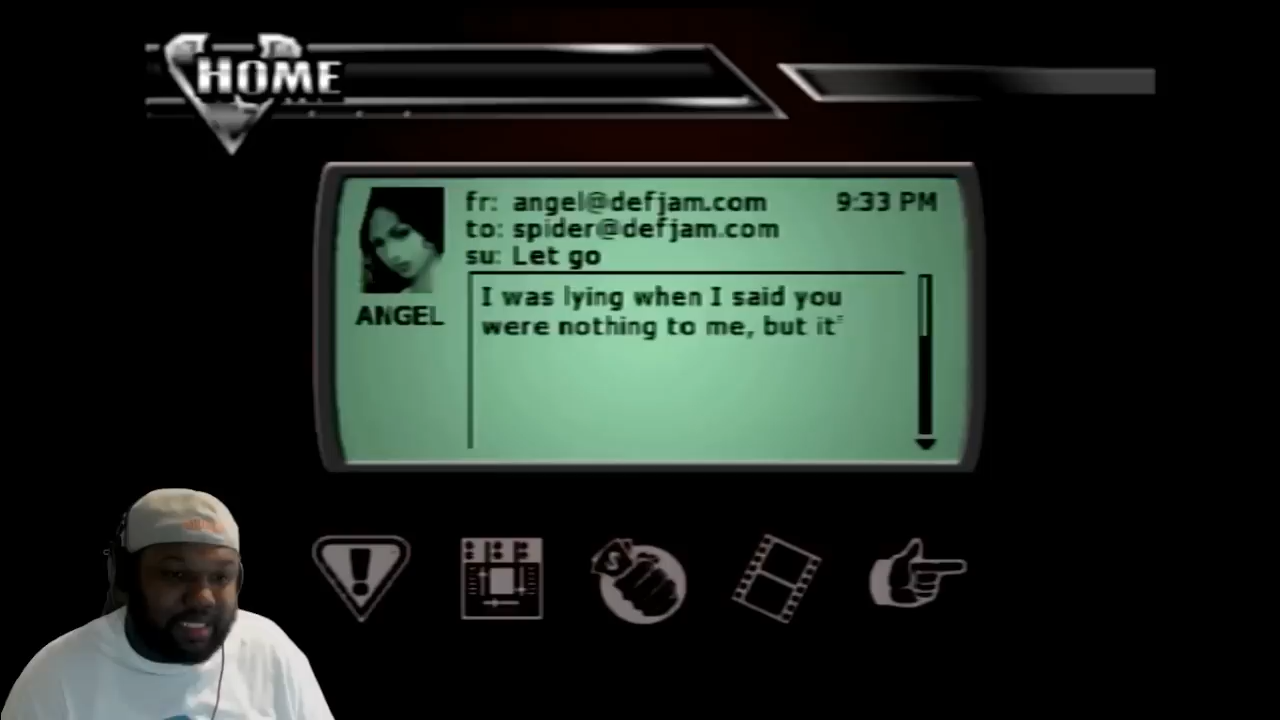 HOME
fr: angel@defjam.com 9:33 PM
to: spider@defjam.com
su: Let go
ANGEL
I was lying when I said you
were nothing to me, but it'